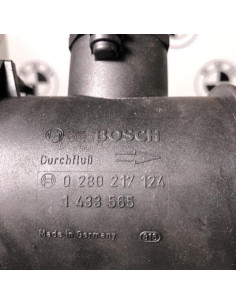 BOSCH
Durchfluß
0 280 217 124
1 433 565
Made in Germany